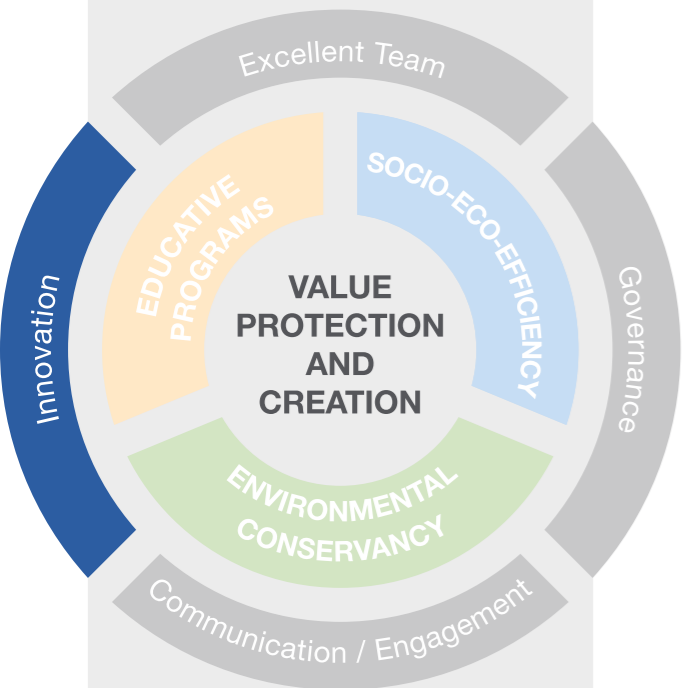 Excellent Team
EDUCATIVE
PROGRAMS
SOCIO-ECO-EFFICIENCY
Innovation
VALUE
PROTECTION
AND
CREATION
Governance
ENVIRONMENTAL
CONSERVANCY
Communication / Engagement